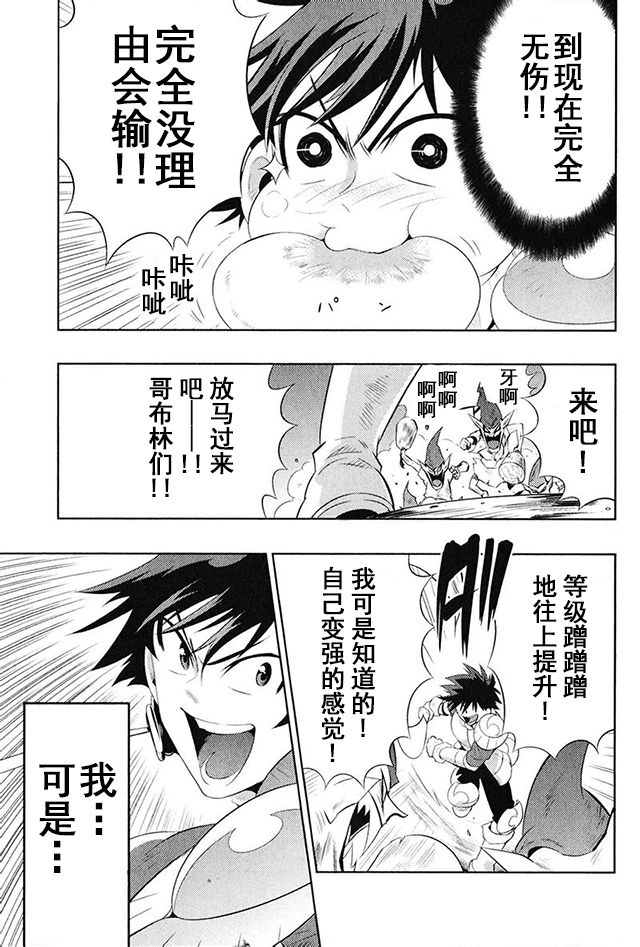 到现在完全
无伤!!
完全没理
由会输!!
咔呲
咔呲
パン
来吧!
牙啊
啊啊
啊啊
放马过来
吧——!!
哥布林们!!
等级蹭蹭蹭
地往上提升!
ダッ
我可是知道的!
自己变强的感觉!
我…
可是…